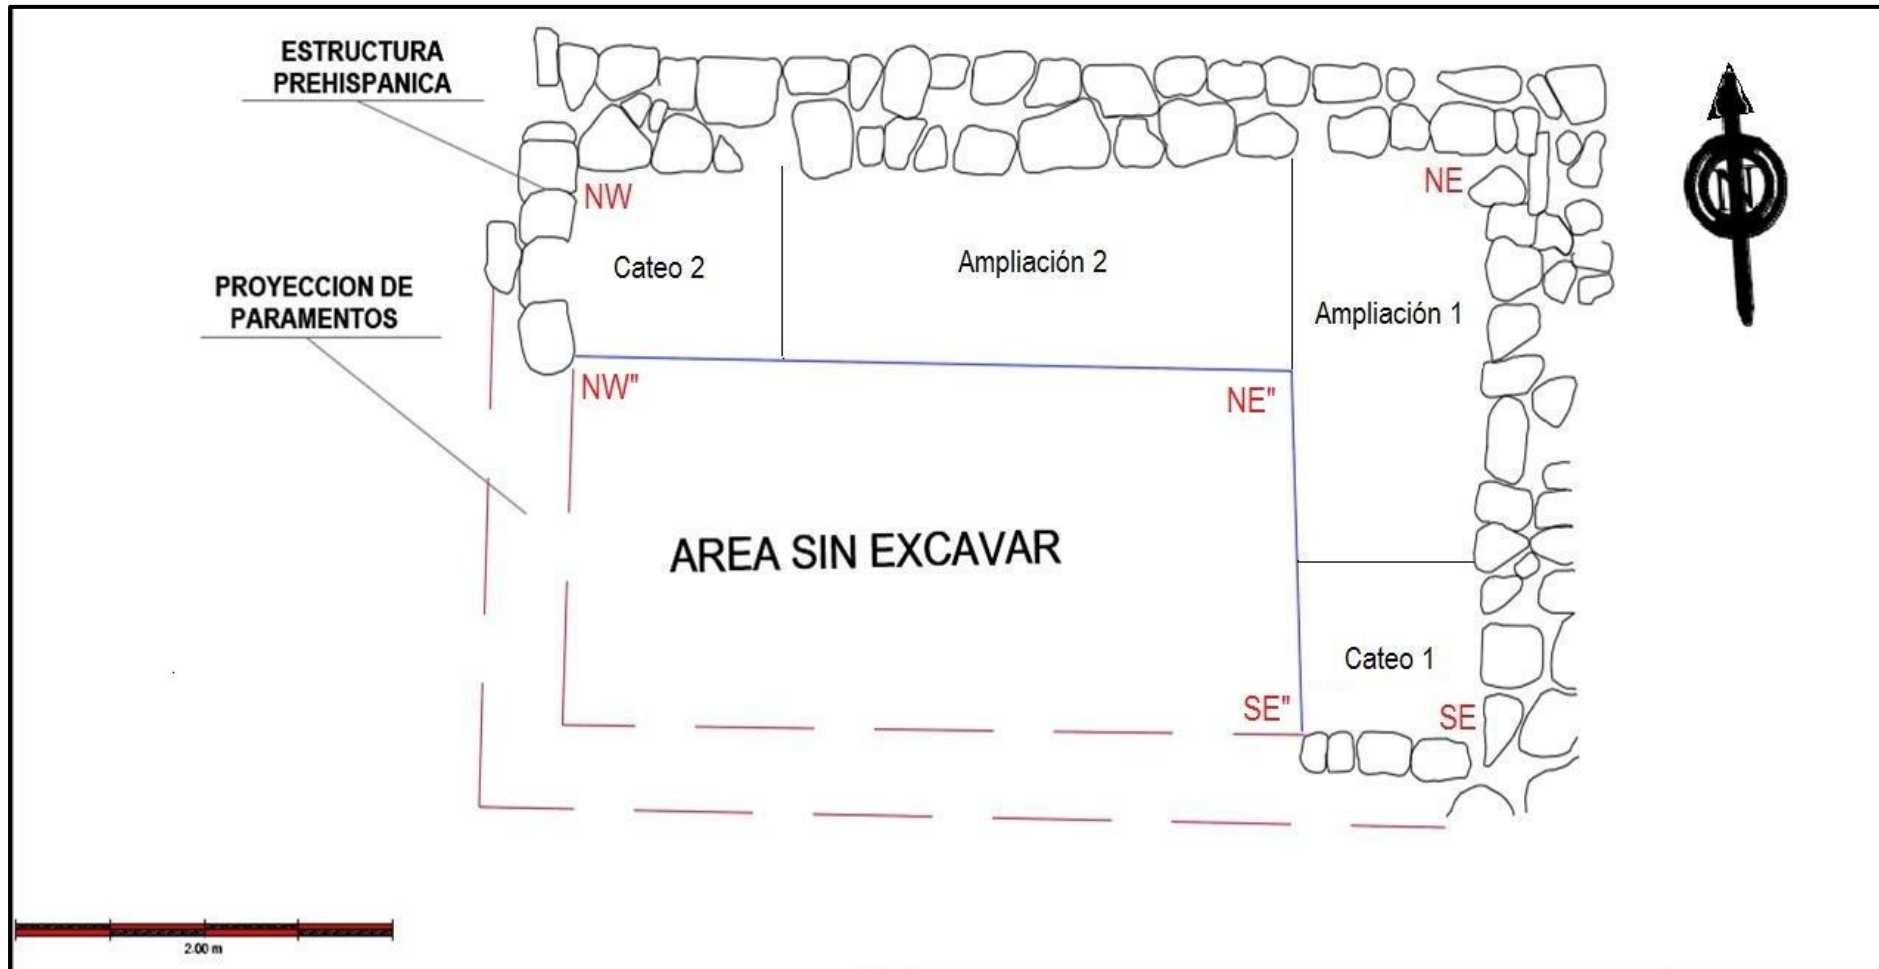 ESTRUCTURA
PREHISPANICA
NW
NE
N
Cateo 2
Ampliación 2
Ampliación 1
PROYECCION DE
PARAMENTOS
NW"
NE"
AREA SIN EXCAVAR
Cateo 1
SE"
SE
2.00 m